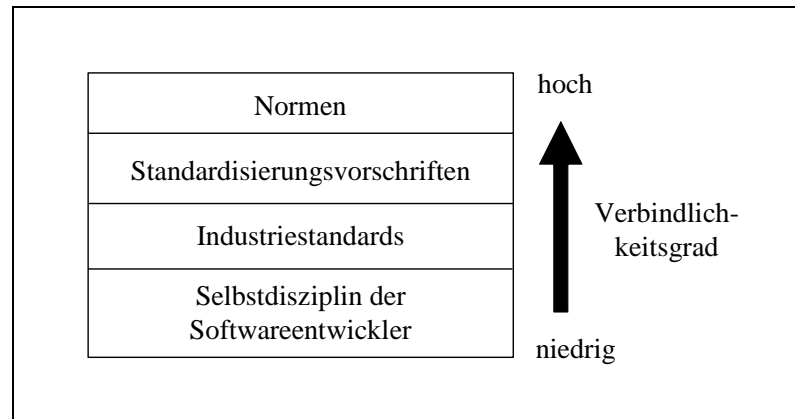 hoch
Normen
Standardisierungsvorschriften
Industriestandards
Selbstdisziplin der
Softwareentwickler
Verbindlich-
keitsgrad
niedrig